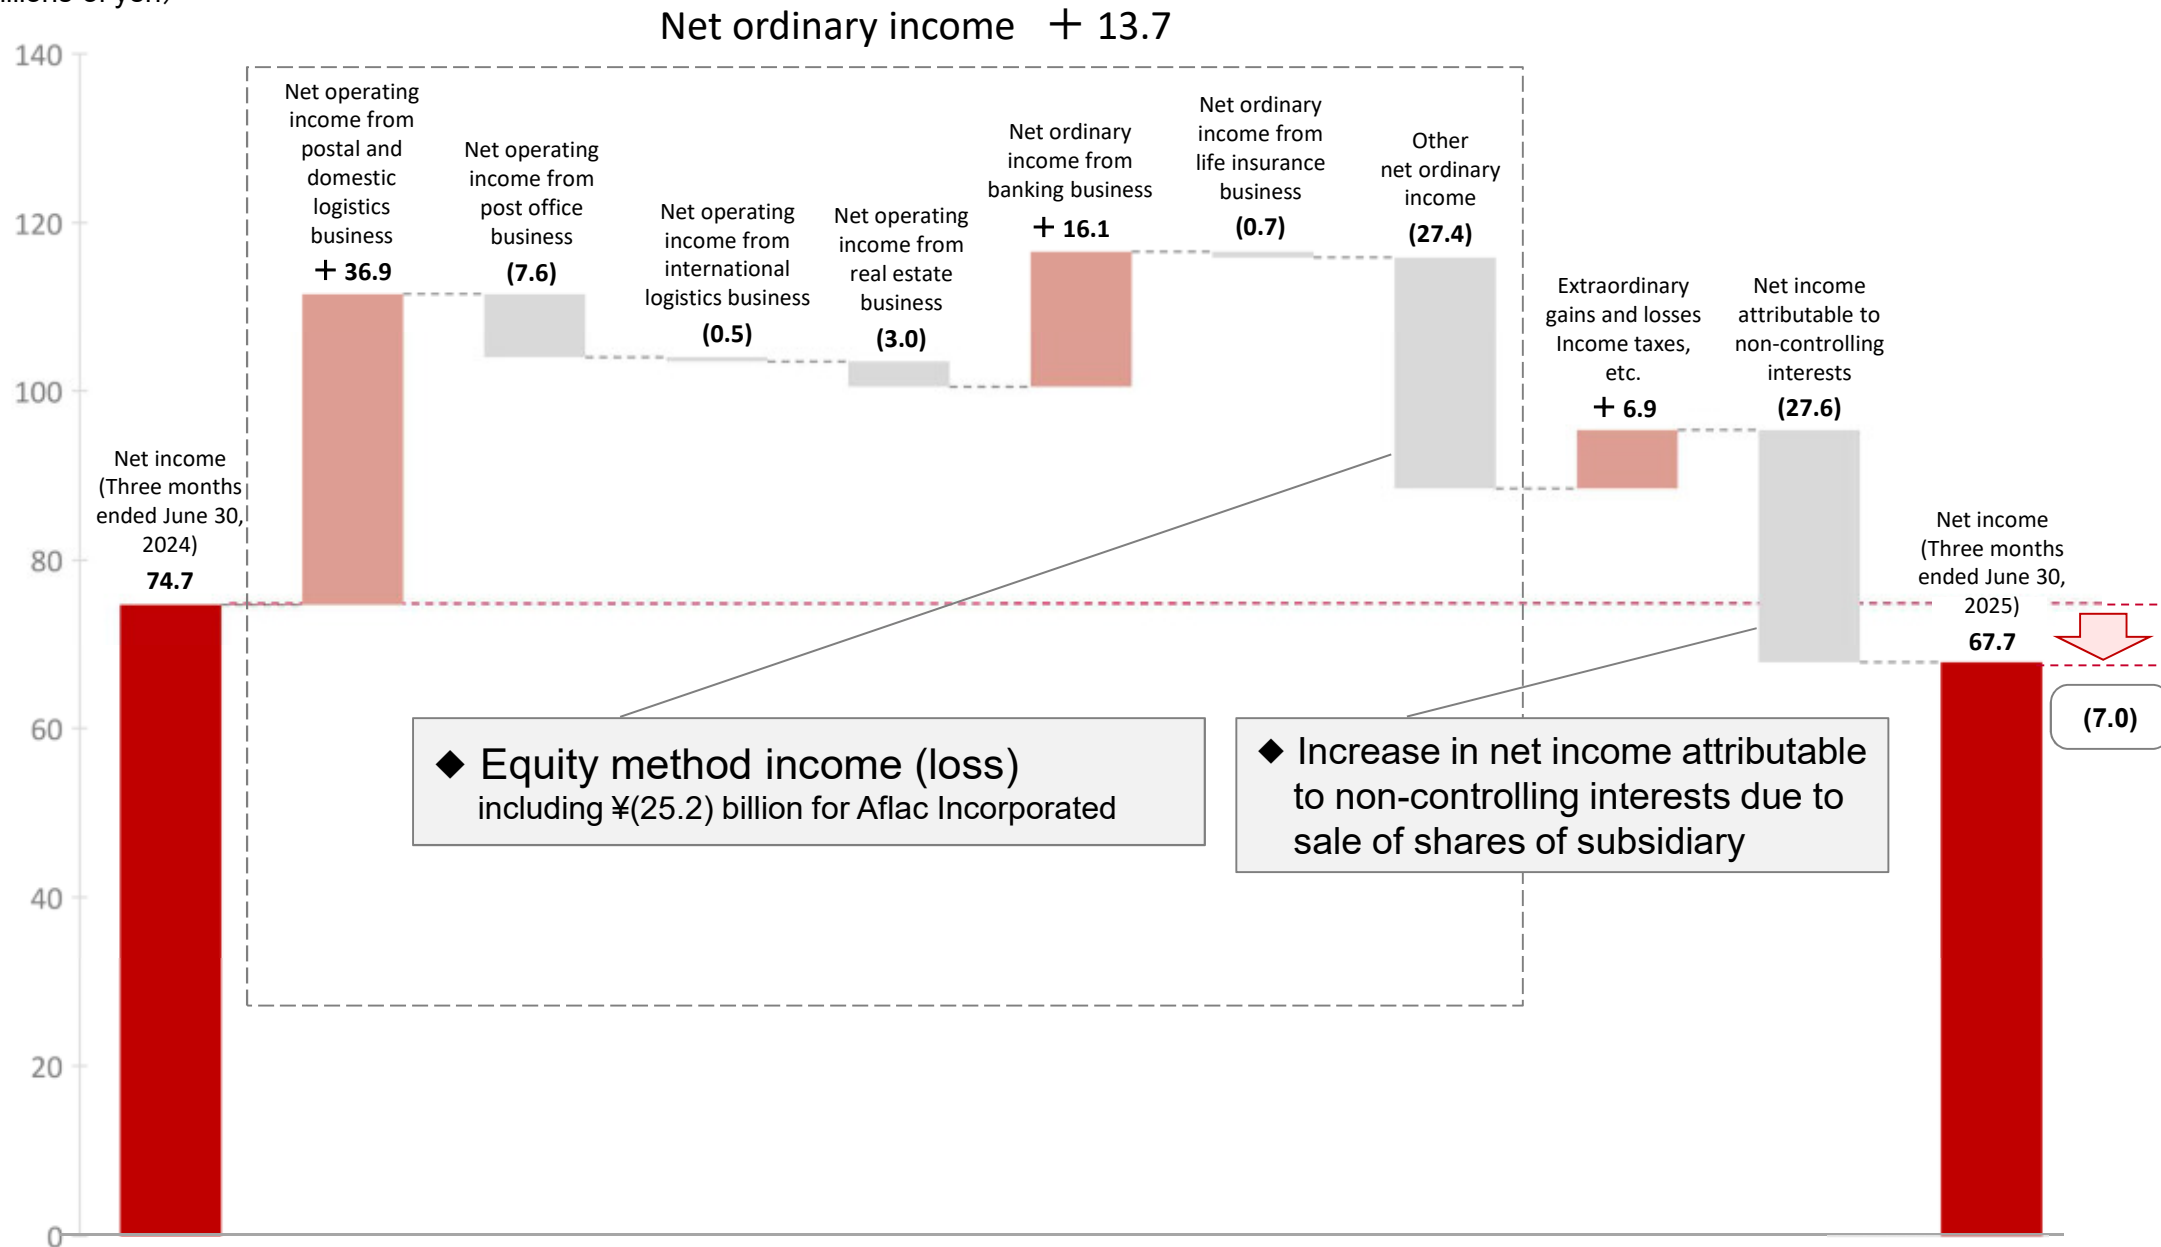 of yen)
Net ordinary income + 13.7
140
120
100
80
60
40
20
0
Net income
(Three months
ended June 30,
2024)
74.7
Net operating
income from
postal and
domestic
logistics
business
+ 36.9
Net operating
income from
post office
business
(7.6)
Net operating
income from
international
logistics business
(0.5)
Net operating
income from
real estate
business
(3.0)
Net ordinary
income from
banking business
+ 16.1
Net ordinary
income from
life insurance
business
(0.7)
Other
net ordinary
income
(27.4)
Extraordinary
gains and losses
Income taxes,
etc.
+ 6.9
Net income
attributable to
non-controlling
interests
(27.6)
Net income
(Three months
ended June 30,
2025)
67.7
(7.0)
◆ Equity method income (loss)
including ¥(25.2) billion for Aflac Incorporated
◆ Increase in net income attributable
to non-controlling interests due to
sale of shares of subsidiary